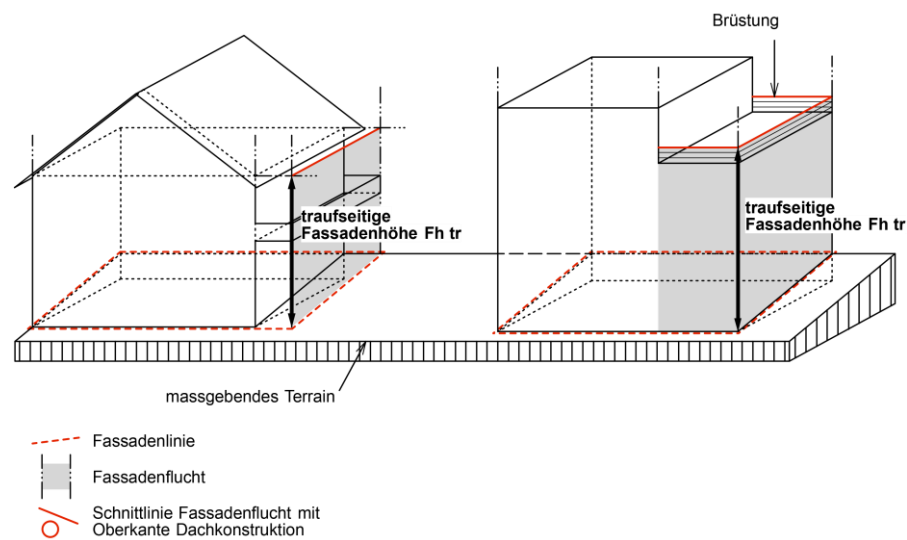 Brüstung
traufseitige
Fassadenhöhe Fh tr
traufseitige
Fassadenhöhe Fh tr
massgebendes Terrain
Fassadenlinie
Fassadenflucht
Schnittlinie Fassadenflucht mit
Oberkante Dachkonstruktion